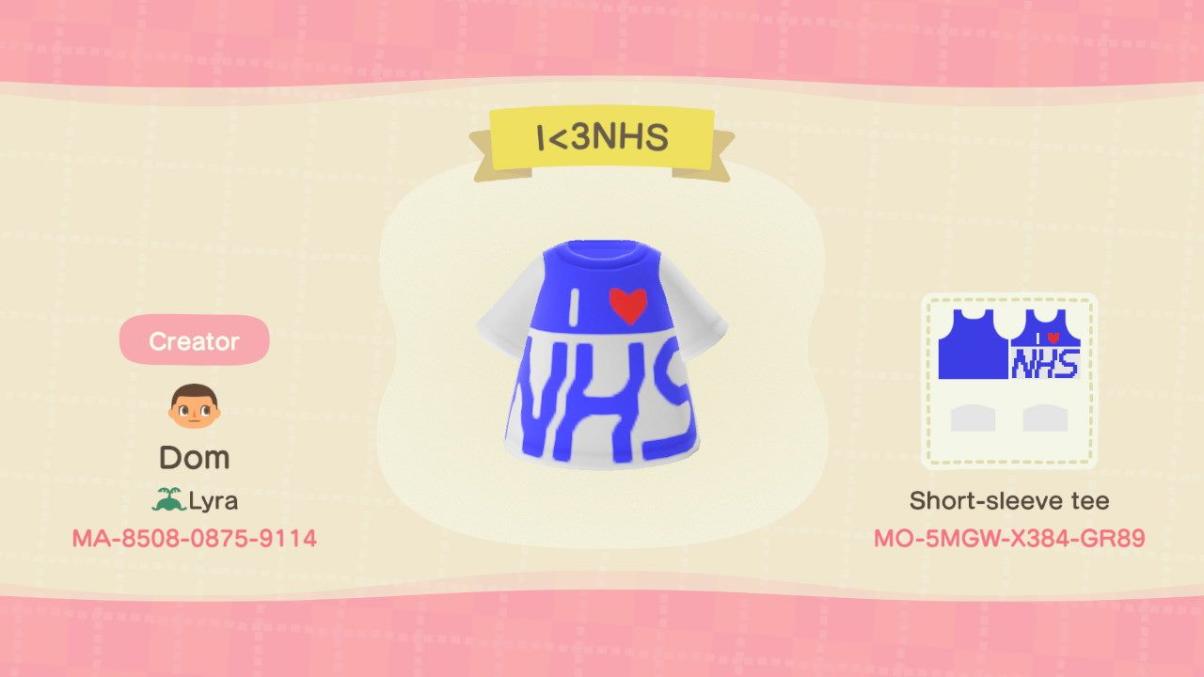 I<3NHS
I ❤
NHS
Creator
Dom
Lyra
MA-8508-0875-9114
I ❤
NHS
Short-sleeve tee
MO-5MGW-X384-GR89